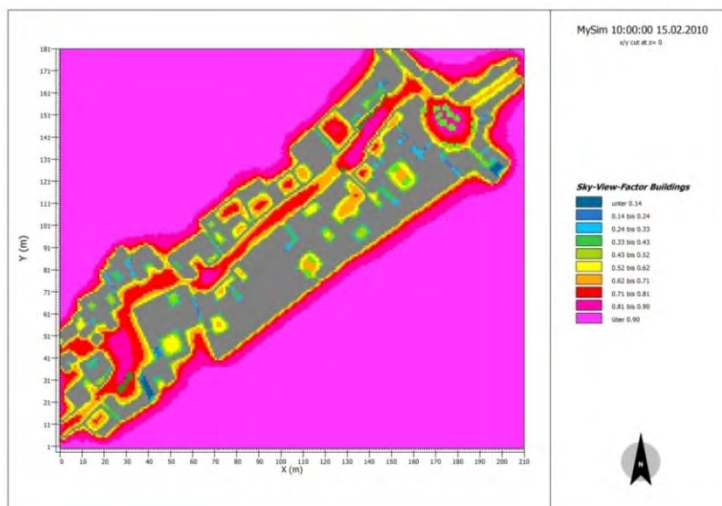 MySim 10:00:00 15.02.2010
x/y cut at z= 0
181
171
161
151
141
131
121
111
101
91
81
71
61
51
41
31
21
11
1
Y (m)
0 10 20 30 40 50 60 70 80 90 100 110 120 130 140 150 160 170 180 190 200 210
X (m)
Sky-View-Factor Buildings
unter 0.14
0.14 bis 0.24
0.24 bis 0.33
0.33 bis 0.43
0.43 bis 0.52
0.52 bis 0.62
0.62 bis 0.71
0.71 bis 0.81
0.81 bis 0.90
über 0.90
N